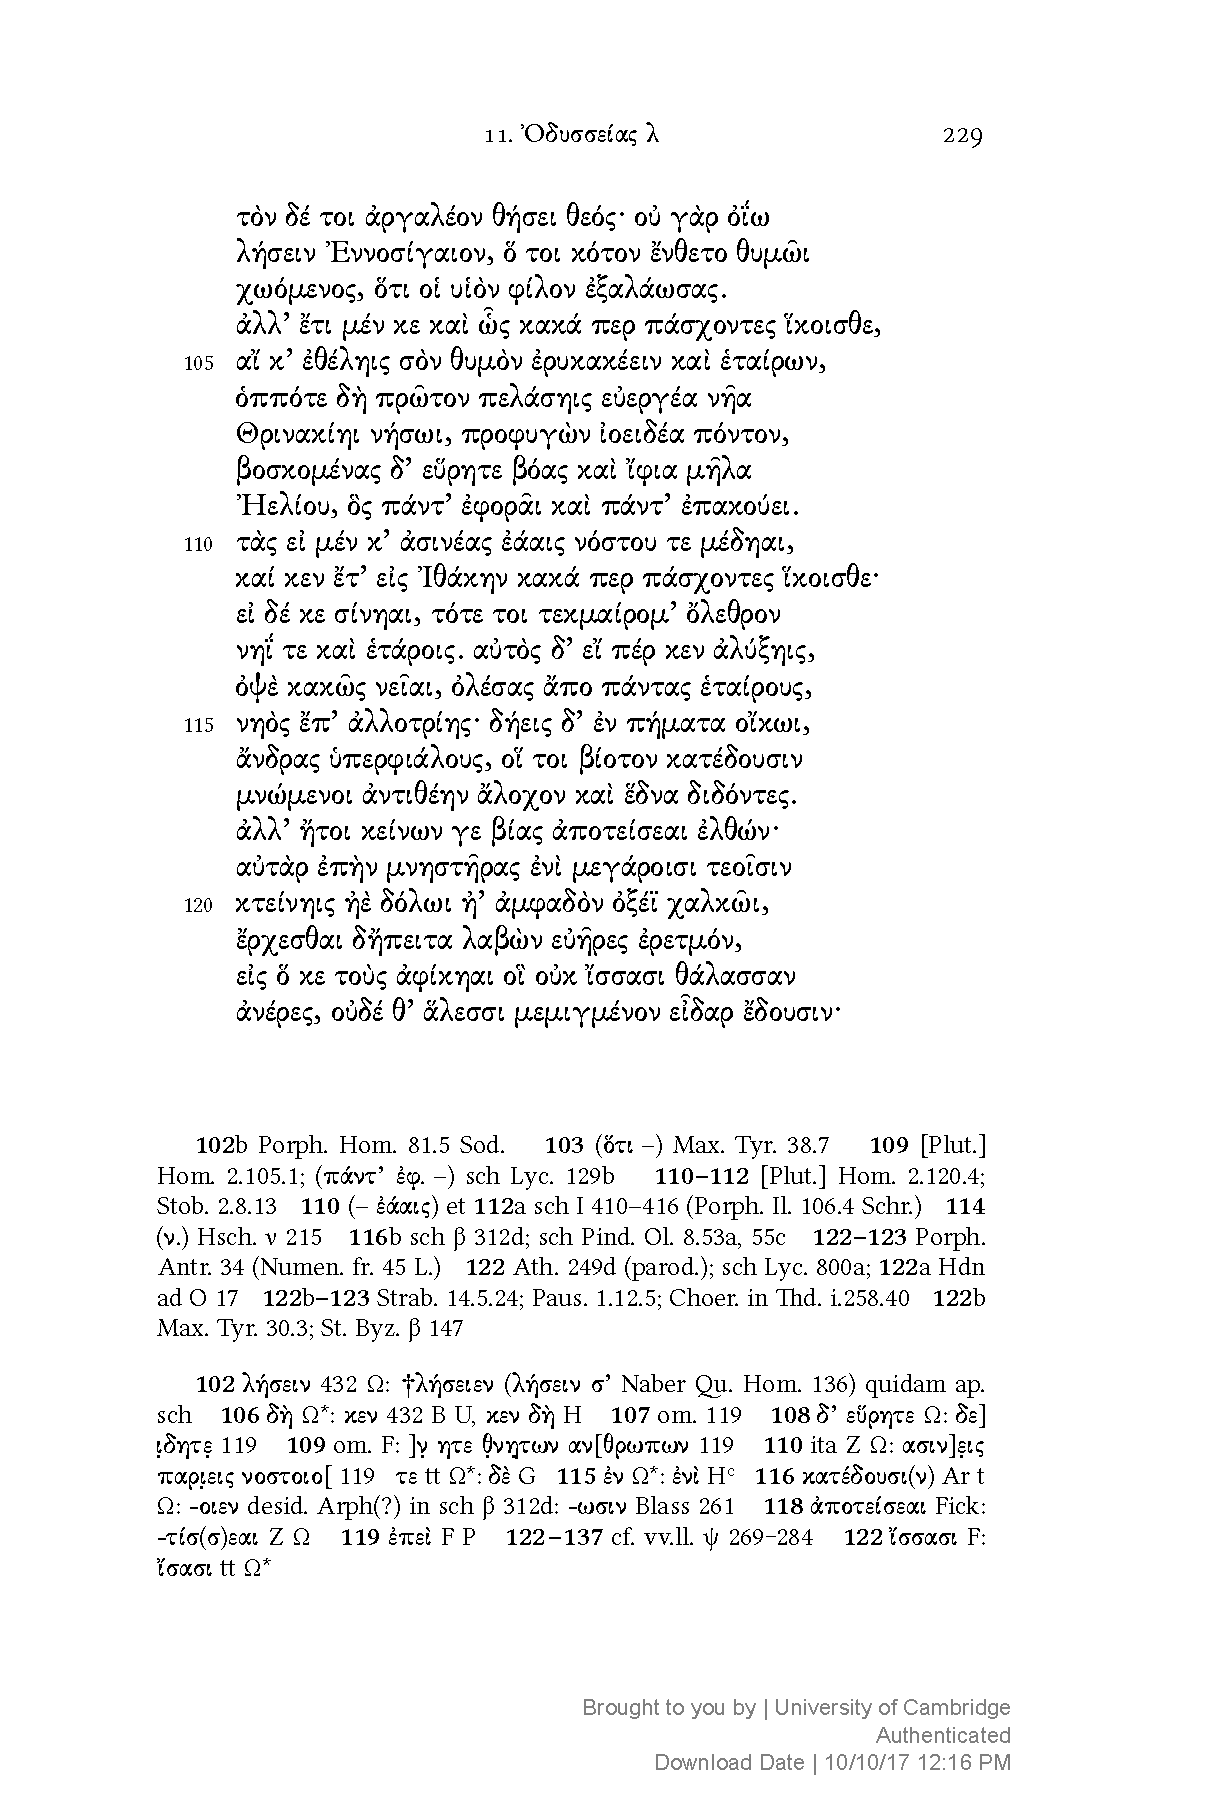 11. Ὀδυσσείας λ 229
τὸν δέ τοι ἀργαλέον θήσει θεός· οὐ γὰρ ὀΐω
λήσειν Ἐννοσίγαιον, ὅ τοι κότον ἔνθετο θυμῶι
χωόμενος, ὅτι οἱ υἱὸν φίλον ἐξαλάωσας.
ἀλλ’ ἔτι μέν κε καὶ ὧς κακά περ πάσχοντες ἵκοισθε,
105 αἴ κ’ ἐθέληις σὸν θυμὸν ἐρυκακέειν καὶ ἑταίρων,
ὁππότε δὴ πρῶτον πελάσηις εὐεργέα νῆα
Θρινακίηι νήσωι, προφυγὼν ἰοειδέα πόντον,
βοσκομένας δ’ εὕρητε βόας καὶ ἴφια μῆλα
Ἠελίου, ὃς πάντ’ ἐφορᾶι καὶ πάντ’ ἐπακούει.
110 τὰς εἰ μέν κ’ ἀσινέας ἐάαις νόστου τε μέδηαι,
καί κεν ἔτ’ εἰς Ἰθάκην κακά περ πάσχοντες ἵκοισθε·
εἰ δέ κε σίνηαι, τότε τοι τεκμαίρομ’ ὄλεθρον
νηΐ τε καὶ ἑτάροις. αὐτὸς δ’ εἴ πέρ κεν ἀλύξηις,
ὀψὲ κακῶς νεῖαι, ὀλέσας ἄπο πάντας ἑταίρους,
115 νηὸς ἔπ’ ἀλλοτρίης· δήεις δ’ ἐν πήματα οἴκωι,
ἄνδρας ὑπερφιάλους, οἵ τοι βίοτον κατέδουσιν
μνώμενοι ἀντιθέην ἄλοχον καὶ ἕδνα διδόντες.
ἀλλ’ ἤτοι κείνων γε βίας ἀποτείσεαι ἐλθών·
αὐτὰρ ἐπὴν μνηστῆρας ἐνὶ μεγάροισι τεοῖσιν
120 κτείνηις ἠὲ δόλωι ἠ’ ἀμφαδὸν ὀξέϊ χαλκῶι,
ἔρχεσθαι δἤπειτα λαβὼν εὐῆρες ἐρετμόν,
εἰς ὅ κε τοὺς ἀφίκηαι οἳ οὐκ ἴσσασι θάλασσαν
ἀνέρες, οὐδέ θ’ ἅλεσσι μεμιγμένον εἶδαρ ἔδουσιν·
102b Porph. Hom. 81.5 Sod. 103 (ὅτι –) Max. Tyr. 38.7 109 [Plut.]
Hom. 2.105.1; (πάντ’ ἐφ. –) sch Lyc. 129b 110–112 [Plut.] Hom. 2.120.4;
Stob. 2.8.13 110 (– ἐάαις) et 112a sch I 410–416 (Porph. Il. 106.4 Schr.) 114
(ν.) Hsch. ν 215 116b sch β 312d; sch Pind. Ol. 8.53a, 55c 122–123 Porph.
Antr. 34 (Numen. fr. 45 L.) 122 Ath. 249d (parod.); sch Lyc. 800a; 122a Hdn
ad O 17 122b–123 Strab. 14.5.24; Paus. 1.12.5; Choer. in Thd. i.258.40 122b
Max. Tyr. 30.3; St. Byz. β 147
102 λήσειν 432 Ω: †λήσειεν (λήσειν σ’ Naber Qu. Hom. 136) quidam ap.
sch 106 δὴ Ω*: κεν 432 B U, κεν δὴ H 107 om. 119 108 δ’ εὕρητε Ω: δε]
ι̣δητε̣ 119 109 om. F: ]ν̣ ητε θ̣νητων αν[θρωπων 119 110 ita Z Ω: ασιν]ε̣ις
παρι̣εις νοστοιο[ 119 τε tt Ω*: δὲ G 115 ἐν Ω*: ἐνὶ Hᶜ 116 κατέδουσι(ν) Ar t
Ω: -οιεν desid. Arph(?) in sch β 312d: -ωσιν Blass 261 118 ἀποτείσεαι Fick:
-τίσ(σ)εαι Z Ω 119 ἐπεὶ F P 122–137 cf. vv.ll. ψ 269–284 122 ἴσσασι F:
ἴσασι tt Ω*
Brought to you by | University of Cambridge
Authenticated
Download Date | 10/10/17 12:16 PM